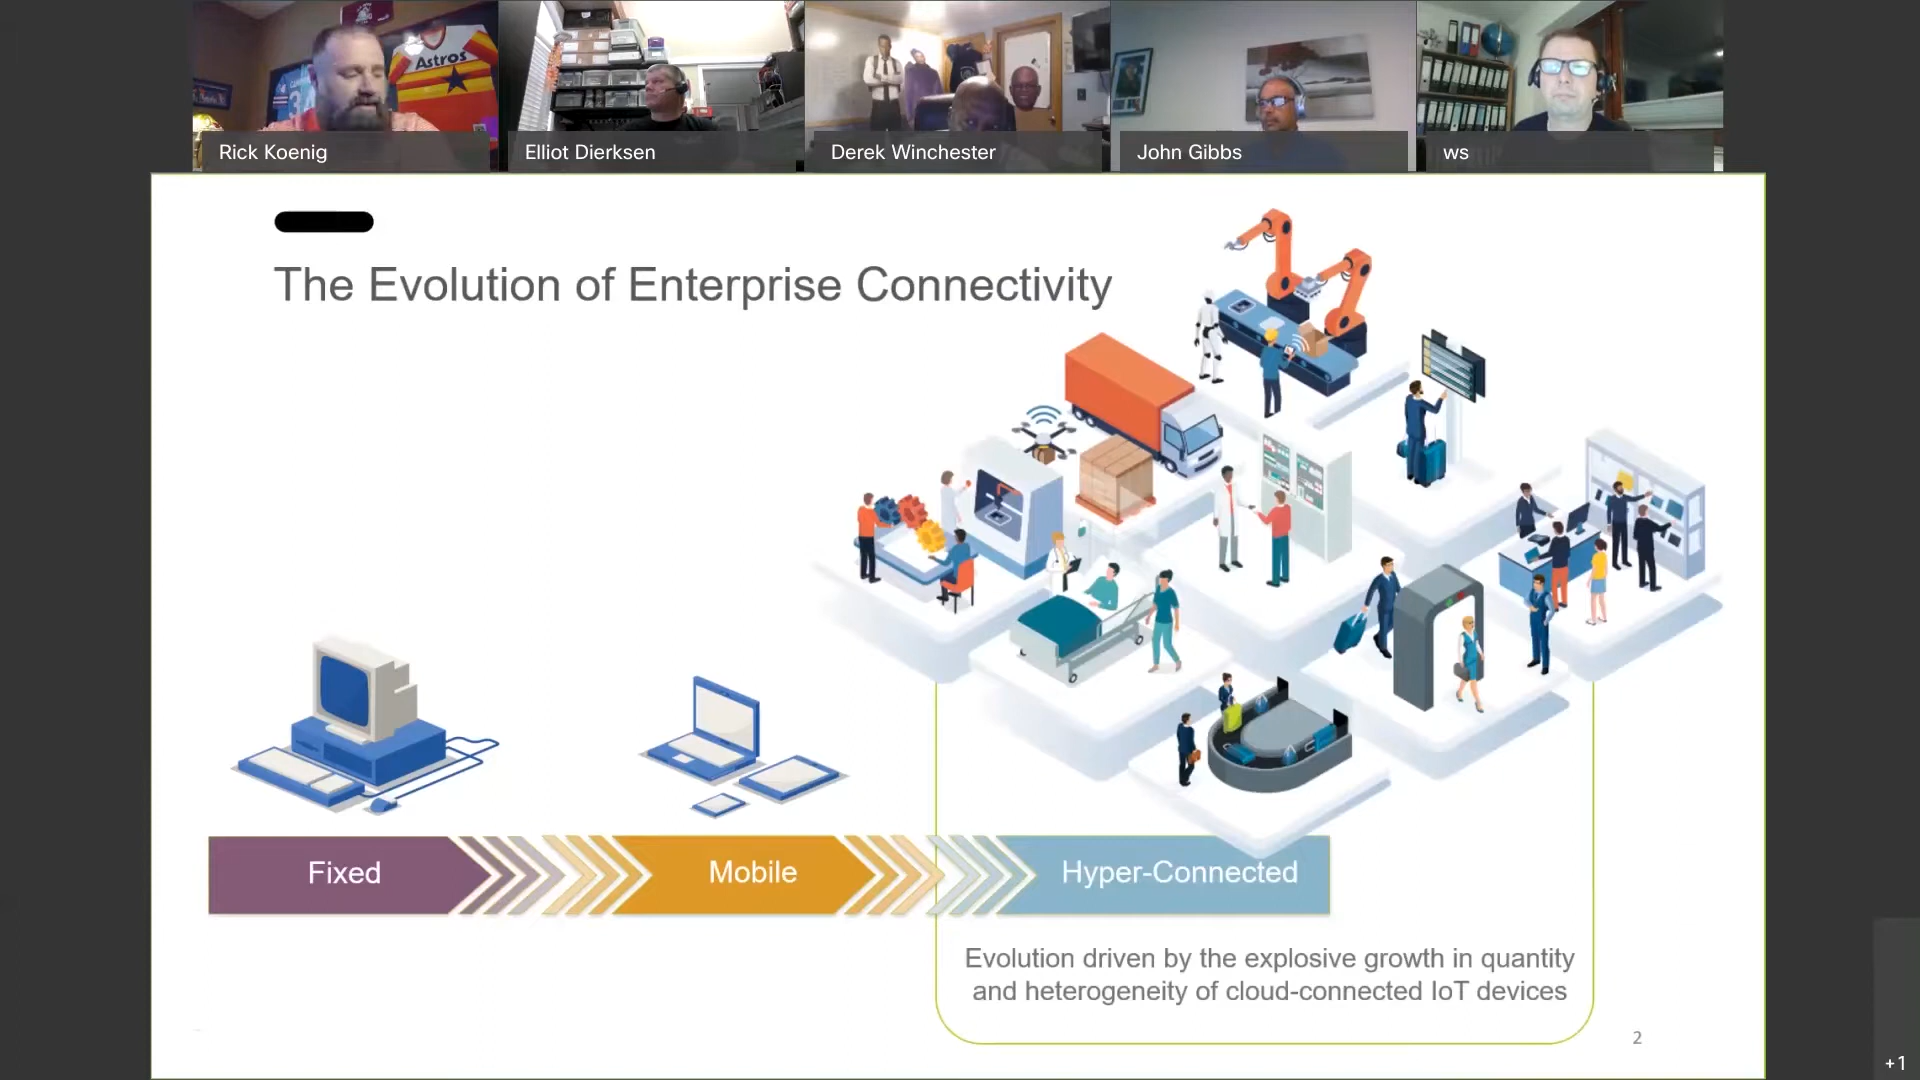 Astros
Rick Koenig
Elliot Dierksen
Derek Winchester
John Gibbs
ws
The Evolution of Enterprise Connectivity
Fixed
Mobile
Hyper-Connected
Evolution driven by the explosive growth in quantity
and heterogeneity of cloud-connected IoT devices
2
+1